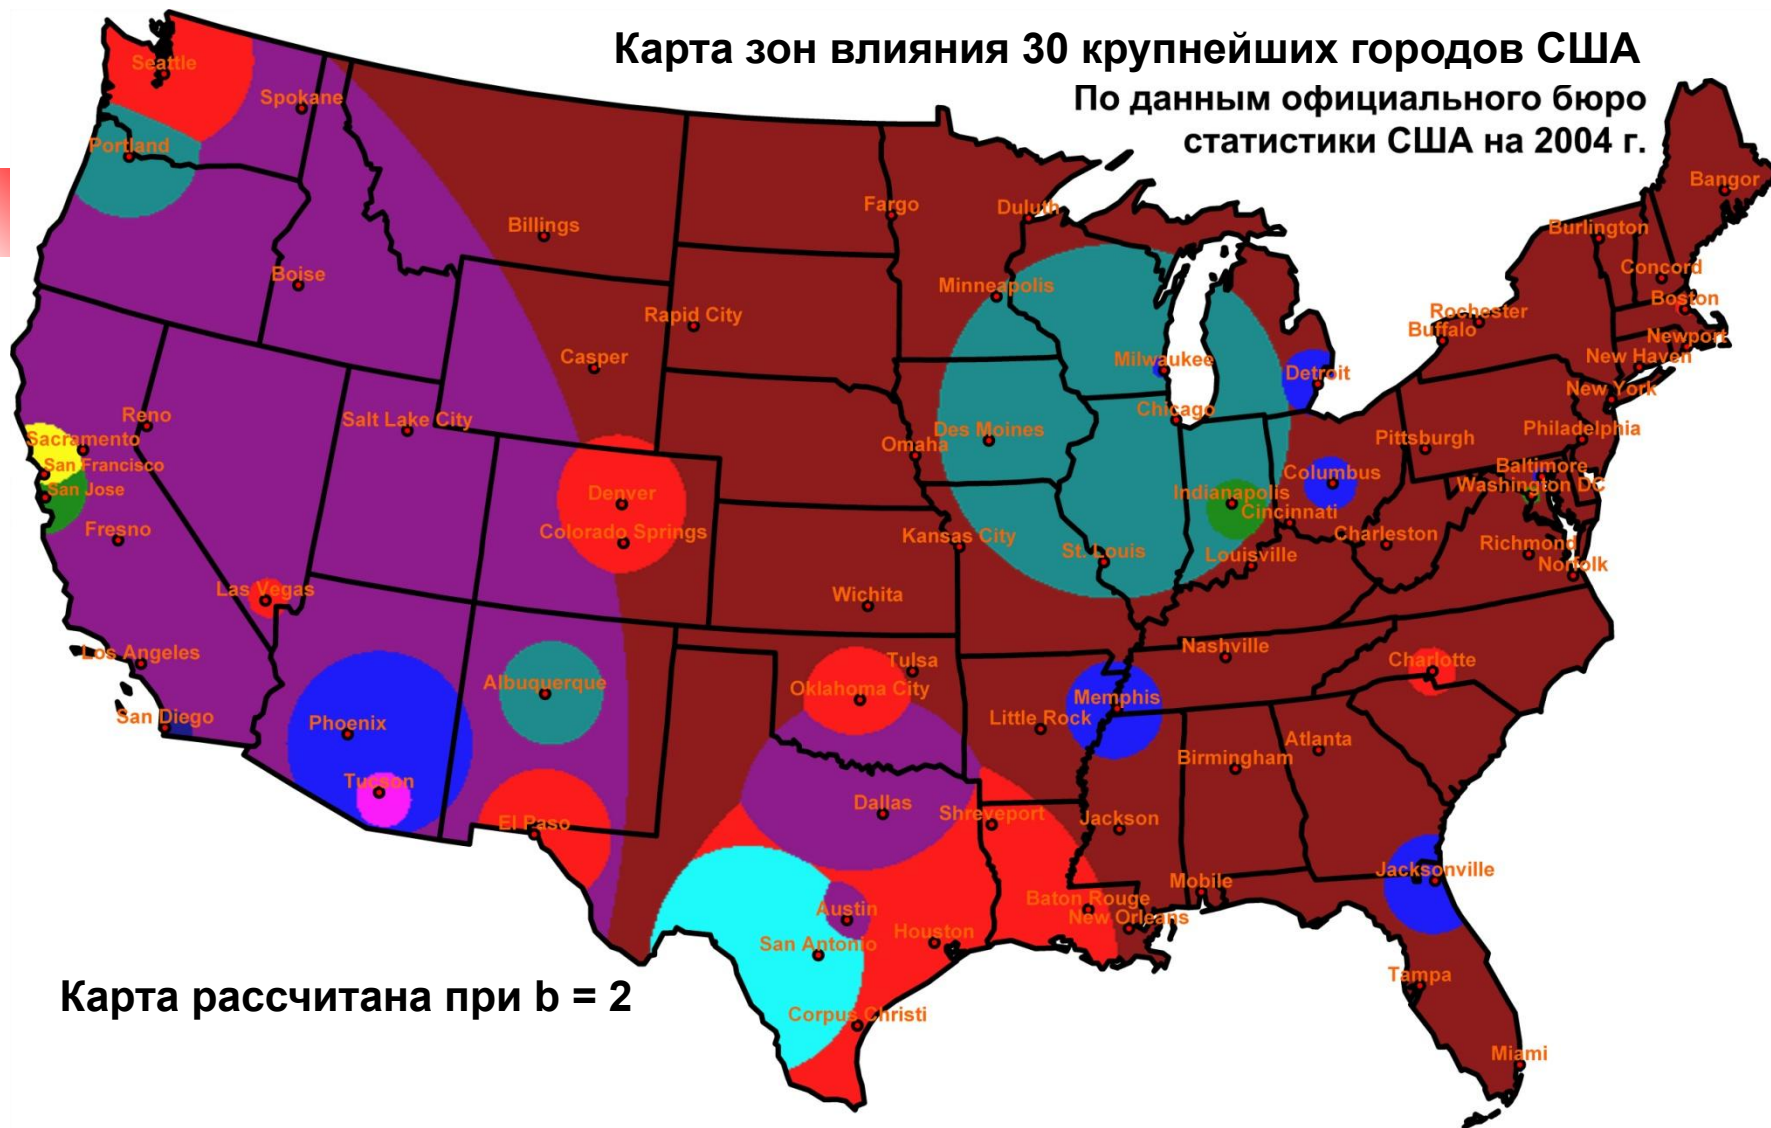 Карта зон влияния 30 крупнейших городов США
По данным официального бюро
статистики США на 2004 г.
Seattle
Spokane
Portland
Bangor
Billings
Fargo
Duluth
Burlington
Boise
Concord
Minneapolis
Boston
Rapid City
Rochester
Buffalo
Newport
Casper
Milwaukee
New Haven
Detroit
New York
Reno
Salt Lake City
Chicago
Sacramento
Omaha
Des Moines
Pittsburgh
Philadelphia
San Francisco
Columbus
Baltimore
San Jose
Denver
Indianapolis
Washington DC
Cincinnati
Fresno
Colorado Springs
Kansas City
St. Louis
Louisville
Charleston
Richmond
Norfolk
Las Vegas
Wichita
Los Angeles
Nashville
Tulsa
Charlotte
Albuquerque
Oklahoma City
Memphis
San Diego
Phoenix
Little Rock
Atlanta
Birmingham
Tucson
Dallas
El Paso
Shreveport
Jackson
Jacksonville
Mobile
Austin
Baton Rouge
New Orleans
San Antonio
Houston
Tampa
Карта рассчитана при b = 2
Corpus Christi
Miami